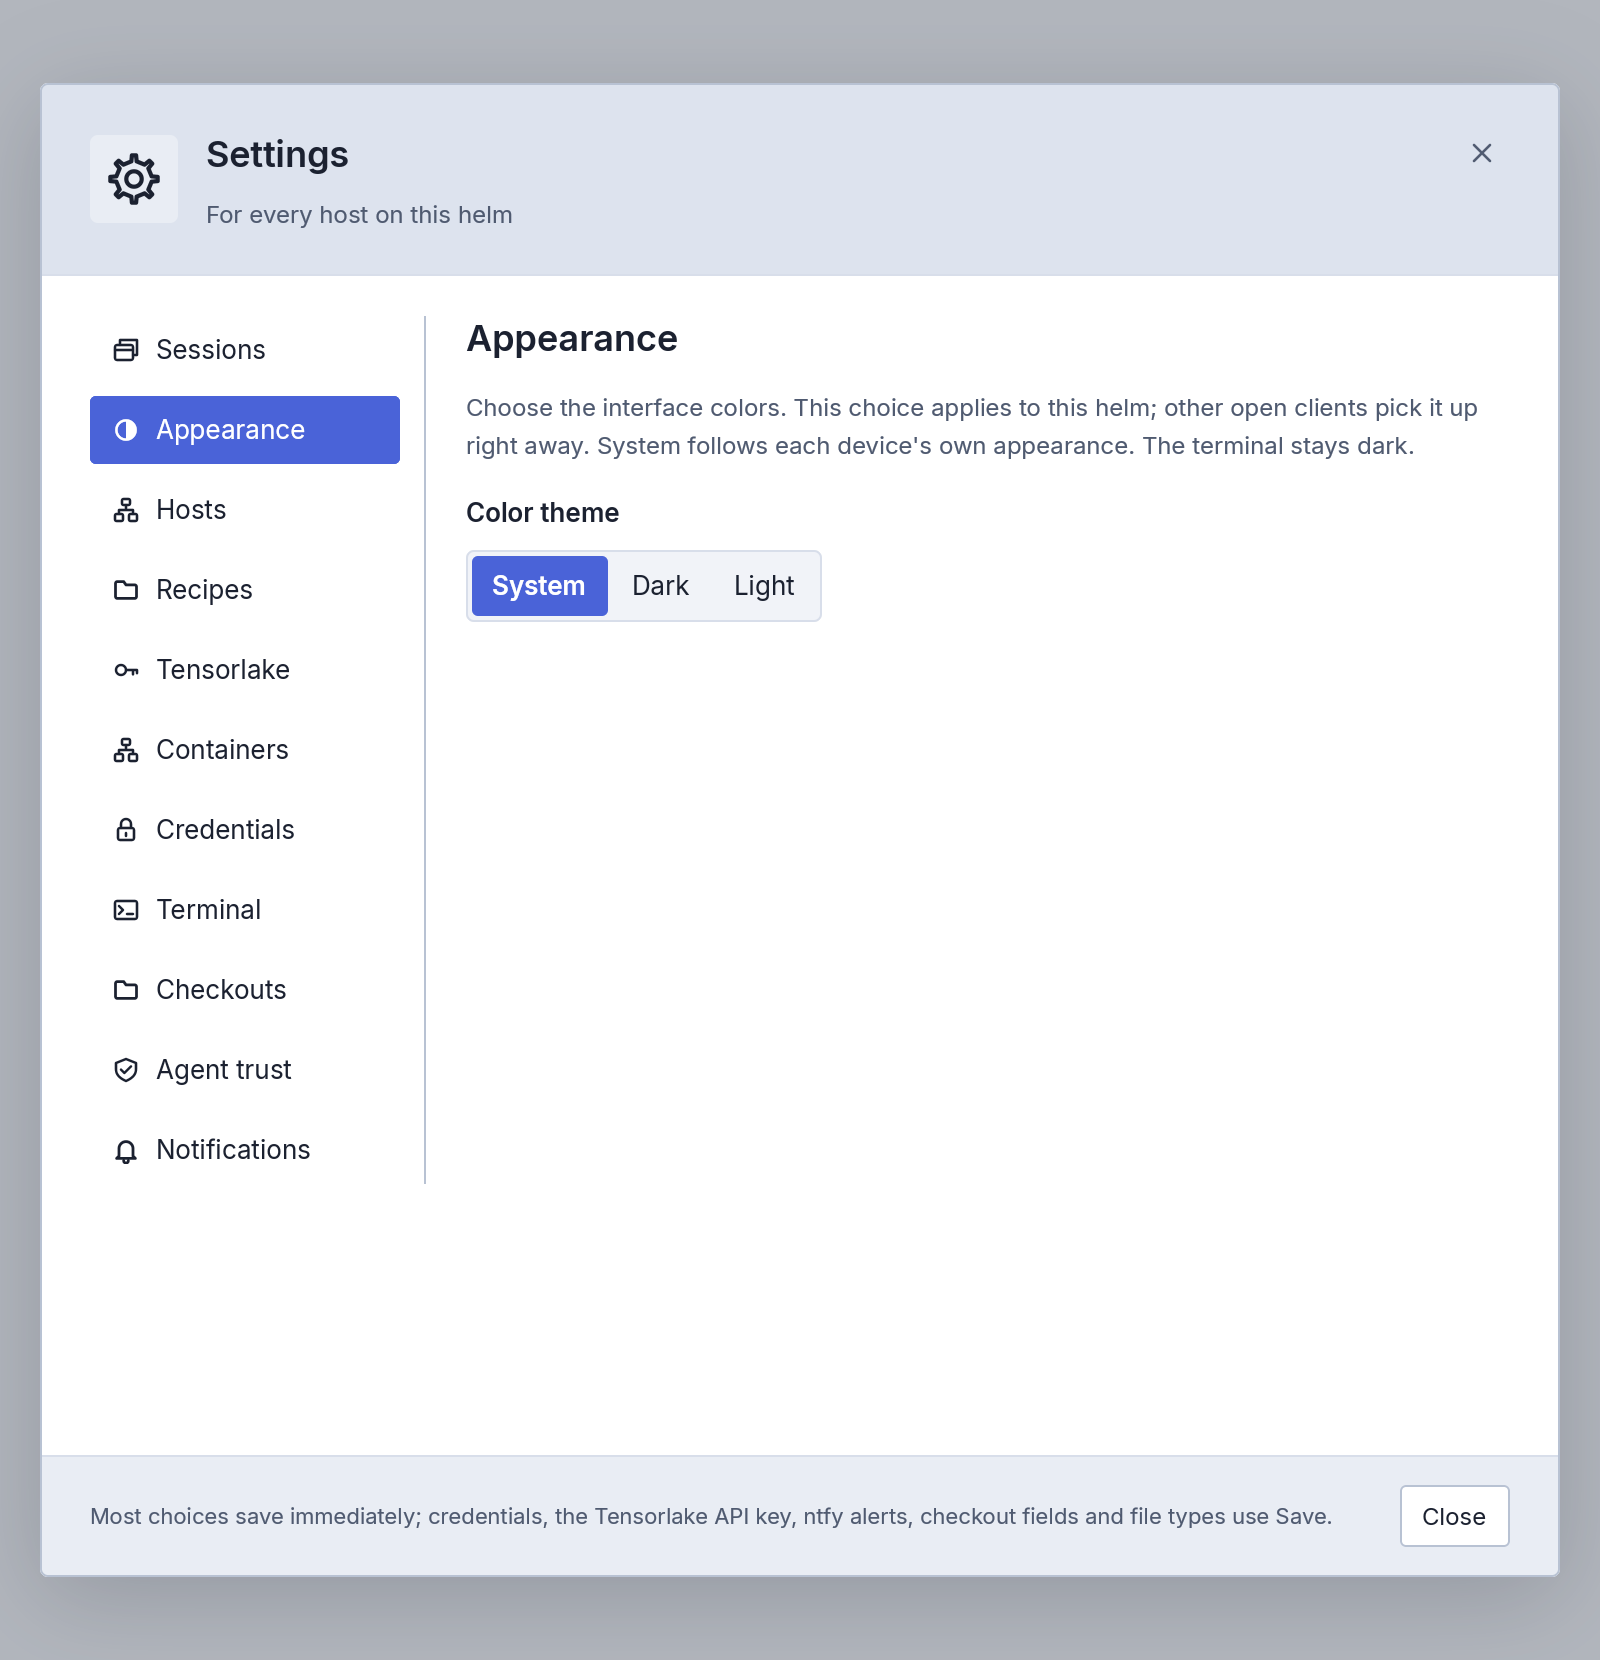 Settings
For every host on this helm
Sessions
Appearance
Hosts
Recipes
Tensorlake
Containers
Credentials
Terminal
Checkouts
Agent trust
Notifications
Appearance
Choose the interface colors. This choice applies to this helm; other open clients pick it up
right away. System follows each device's own appearance. The terminal stays dark.
Color theme
System Dark Light
Most choices save immediately; credentials, the Tensorlake API key, ntfy alerts, checkout fields and file types use Save.
Close